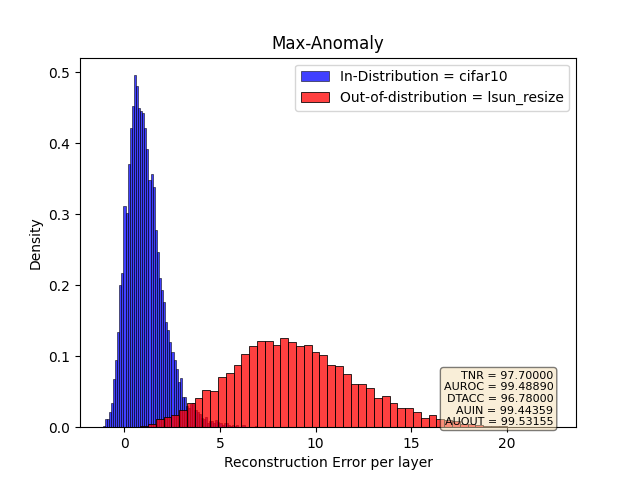 Max-Anomaly
In-Distribution = cifar10
Out-of-distribution = lsun_resize
Density
0.5
0.4
0.3
0.2
0.1
0.0
TNR = 97.70000
AUROC = 99.48890
DTACC = 96.78000
AUIN = 99.44359
AUOUT = 99.53155
0 5 10 15 20
Reconstruction Error per layer